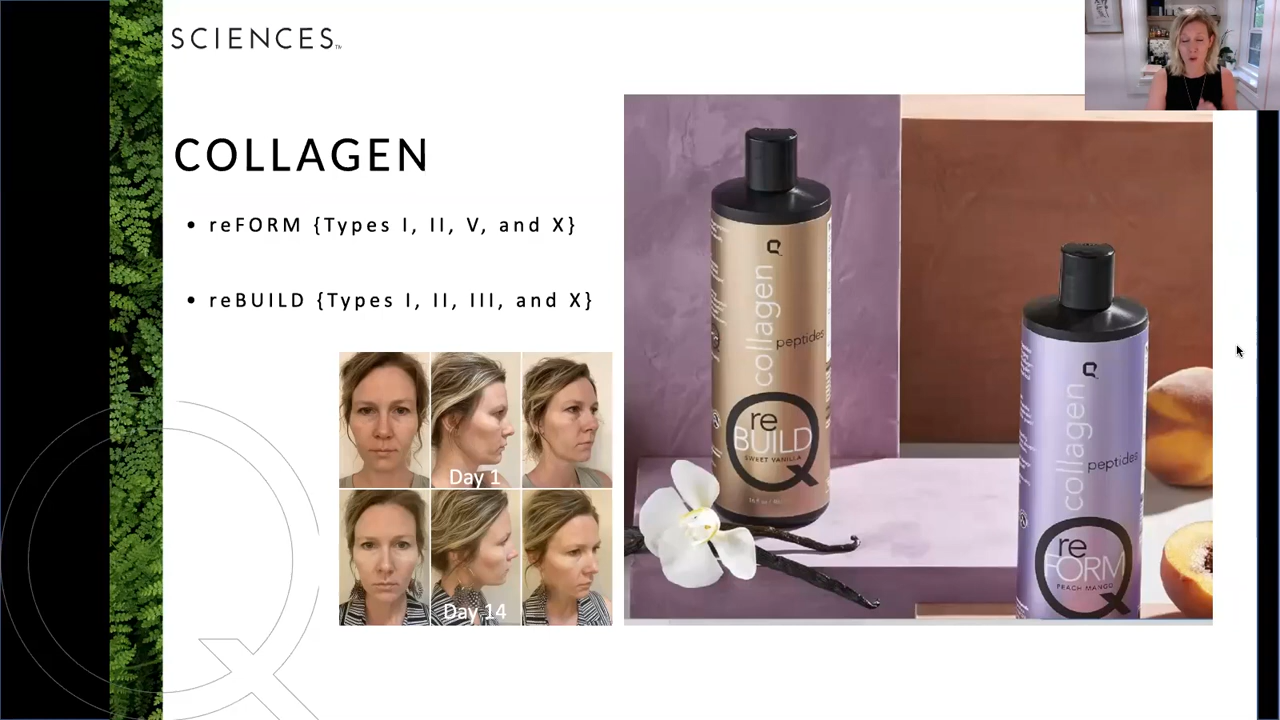 SCIENCES™
COLLAGEN
• reFORM {Types I, II, V, and X}
• reBUILD {Types I, II, III, and X}
Day 1
Day 14
collagen
peptides
re
BUILD
SWEET VANILLA
collagen
peptides
re
FORM
PEACH MANGO